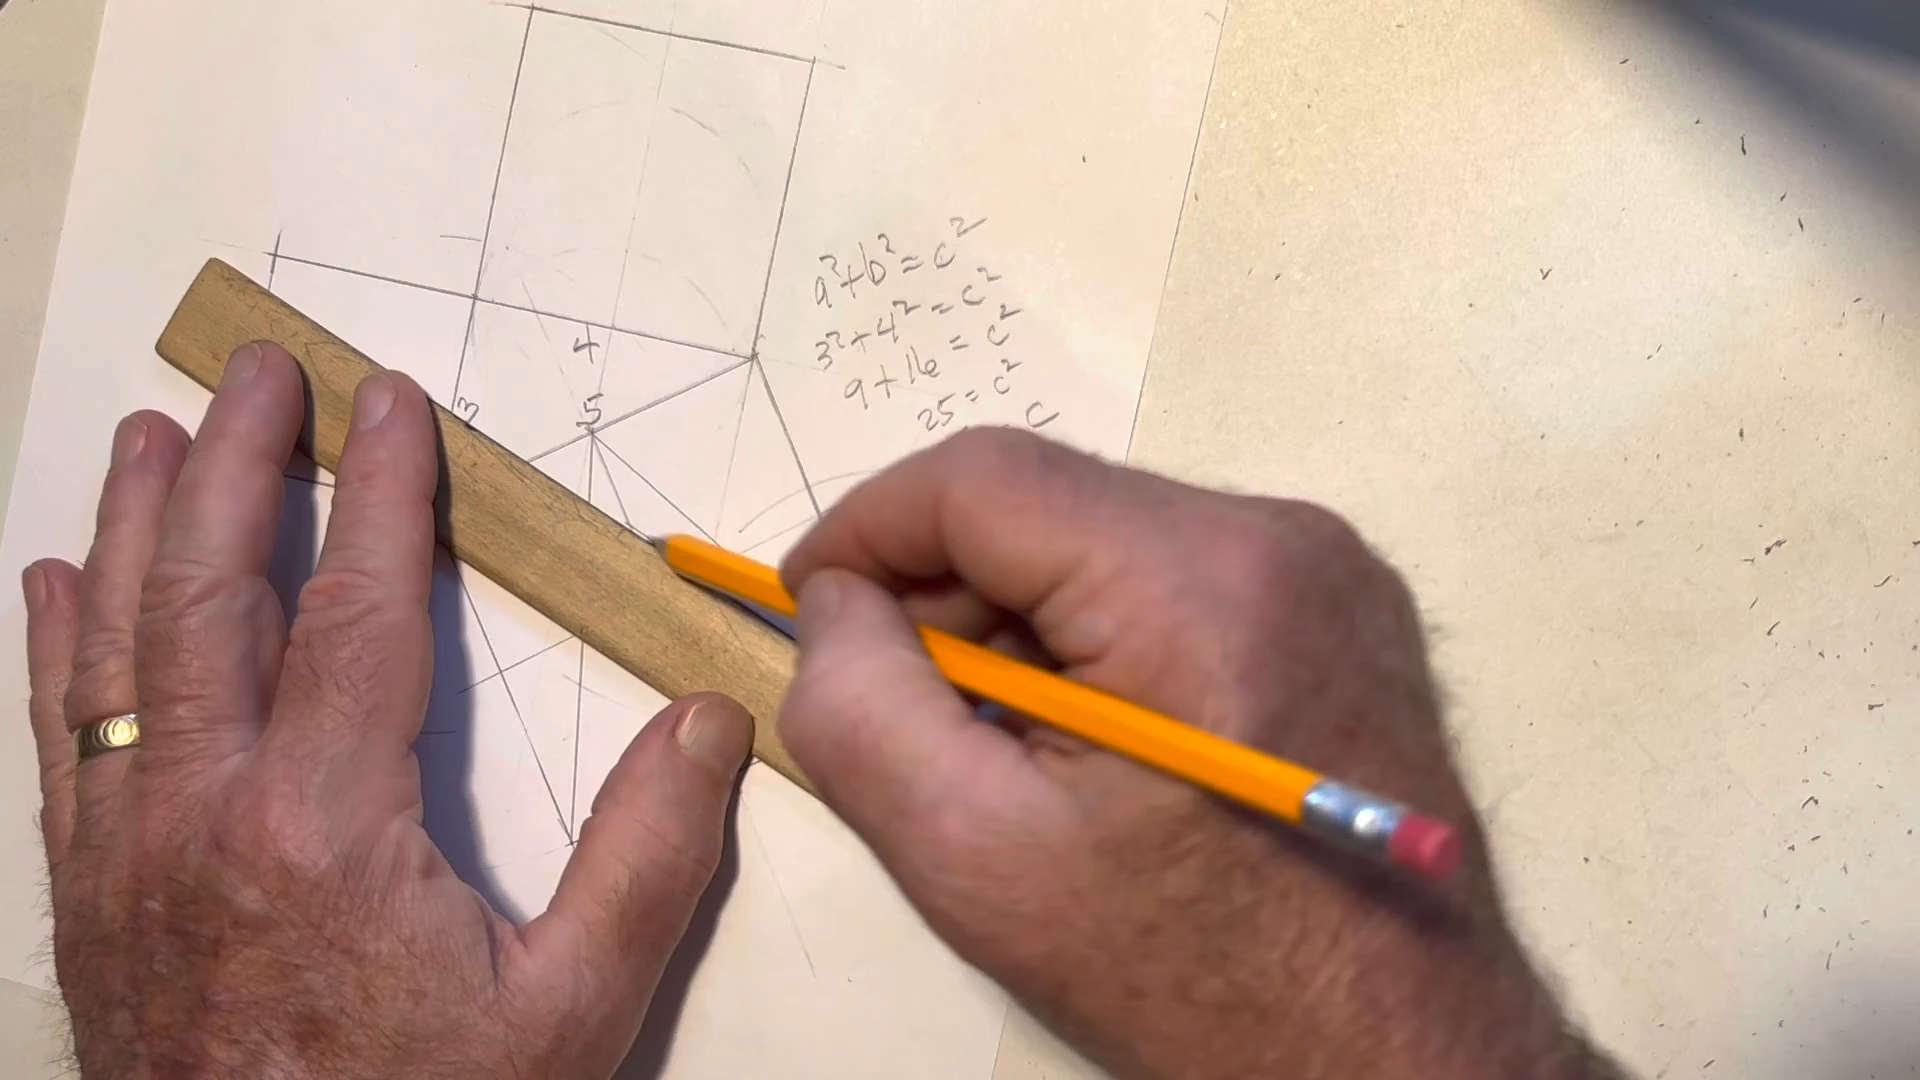 4
3
5
a²+b²=c²
3²+4²=c²
9+16=c²
25=c²
=c